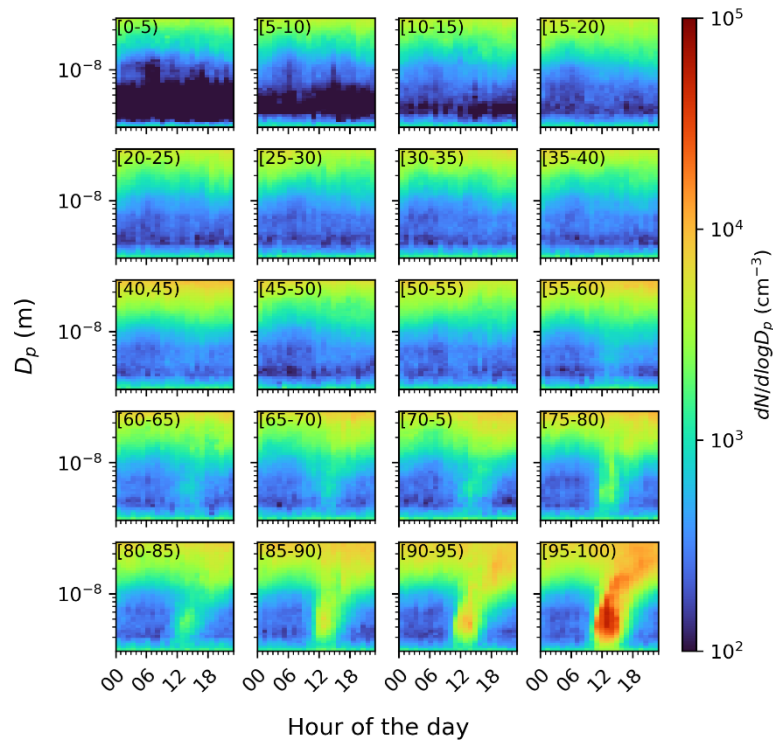 [0-5) [5-10) [10-15) [15-20) 10⁵
10⁻⁸
[20-25) [25-30) [30-35) [35-40)
10⁻⁸
10⁴
[40,45) [45-50) [50-55) [55-60)
10⁻⁸
Dₚ (m)
dN/dlogDₚ (cm⁻³)
[60-65) [65-70) [70-5) [75-80)
10³
10⁻⁸
[80-85) [85-90) [90-95) [95-100)
10⁻⁸
10²
00 06 12 18 00 06 12 18 00 06 12 18 00 06 12 18
Hour of the day